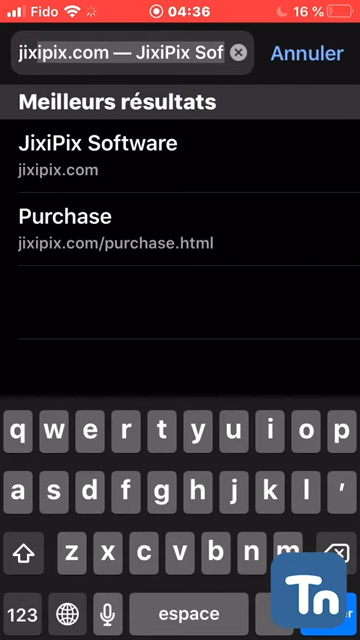 Fido 04:36 16 %
jixipix.com — JixiPix Sof Annuler
Meilleurs résultats
JixiPix Software
jixipix.com
Purchase
jixipix.com/purchase.html
q w e r t y u i o p
a s d f g h j k l ,
z x c v b n m
123 espace
Tn